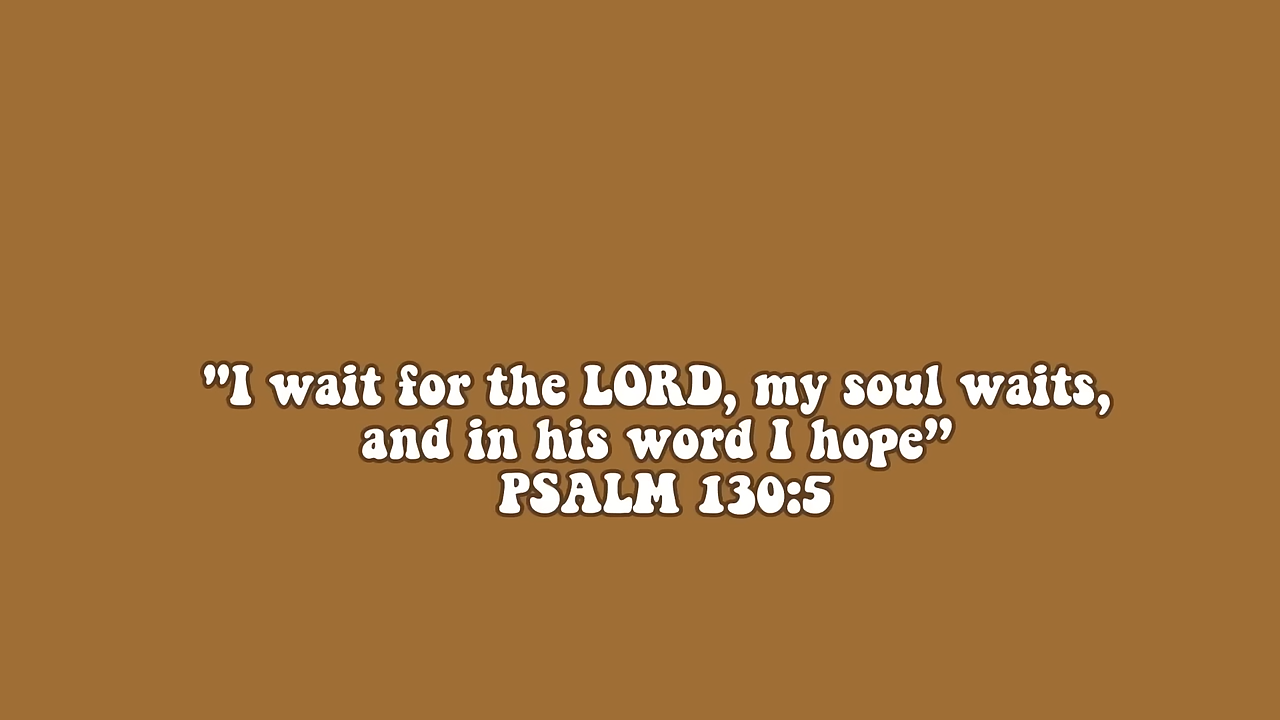 ”I wait for the LORD, my soul waits,
and in his word I hope”
PSALM 130:5